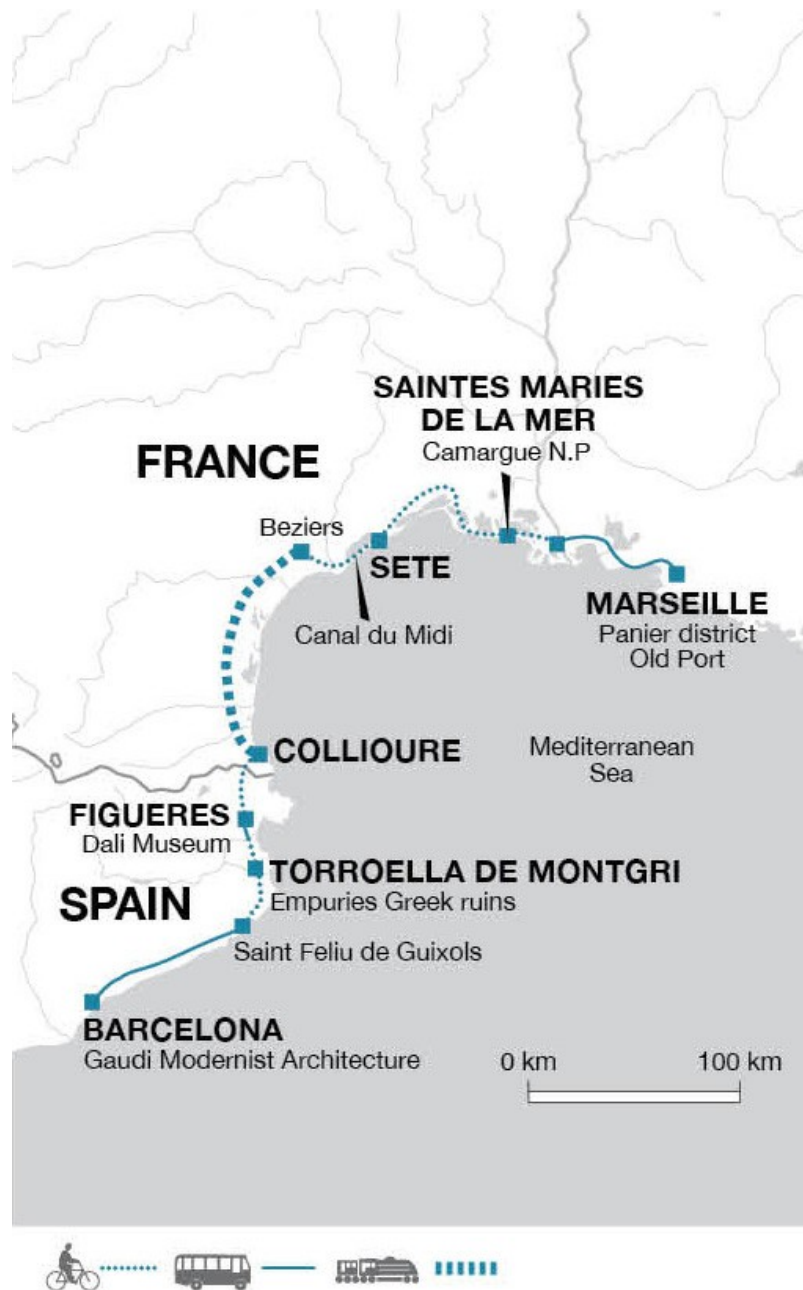 SAINTES MARIES
DE LA MER
Camargue N.P
FRANCE
Beziers
SETE
Canal du Midi
MARSEILLE
Panier district
Old Port
COLLIOURE
Mediterranean
Sea
FIGUERES
Dali Museum
TORROELLA DE MONTGRI
Empuries Greek ruins
SPAIN
Saint Feliu de Guixols
BARCELONA
Gaudi Modernist Architecture
0 km
100 km